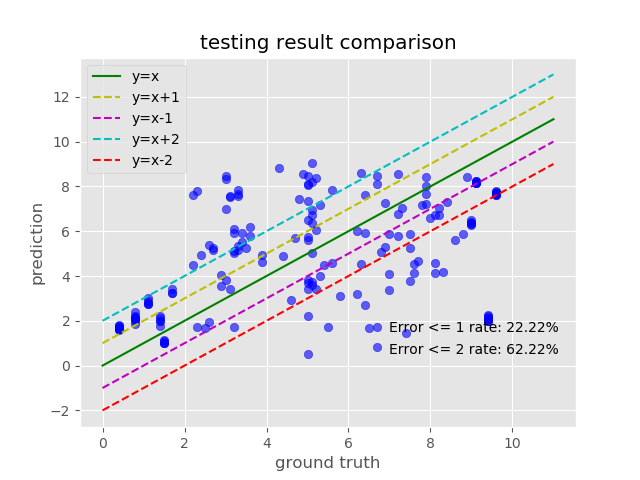 testing result comparison
y=x
y=x+1
y=x-1
y=x+2
y=x-2
12
10
8
6
4
2
0
−2
prediction
Error <= 1 rate: 22.22%
Error <= 2 rate: 62.22%
0
2
4
6
8
10
ground truth